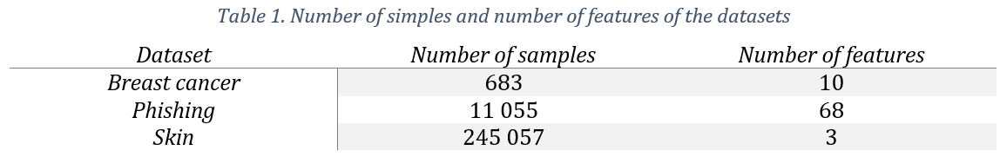 Table 1. Number of simples and number of features of the datasets
Dataset Number of samples Number of features
Breast cancer 683 10
Phishing 11 055 68
Skin 245 057 3